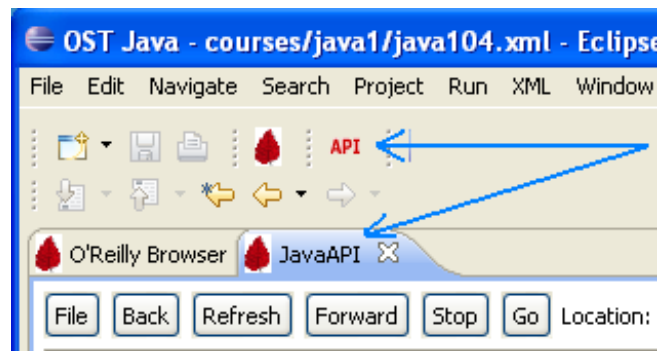 OST Java - courses/java1/java104.xml - Eclipse
File Edit Navigate Search Project Run XML Window
API
O'Reilly Browser JavaAPI
File Back Refresh Forward Stop Go Location: